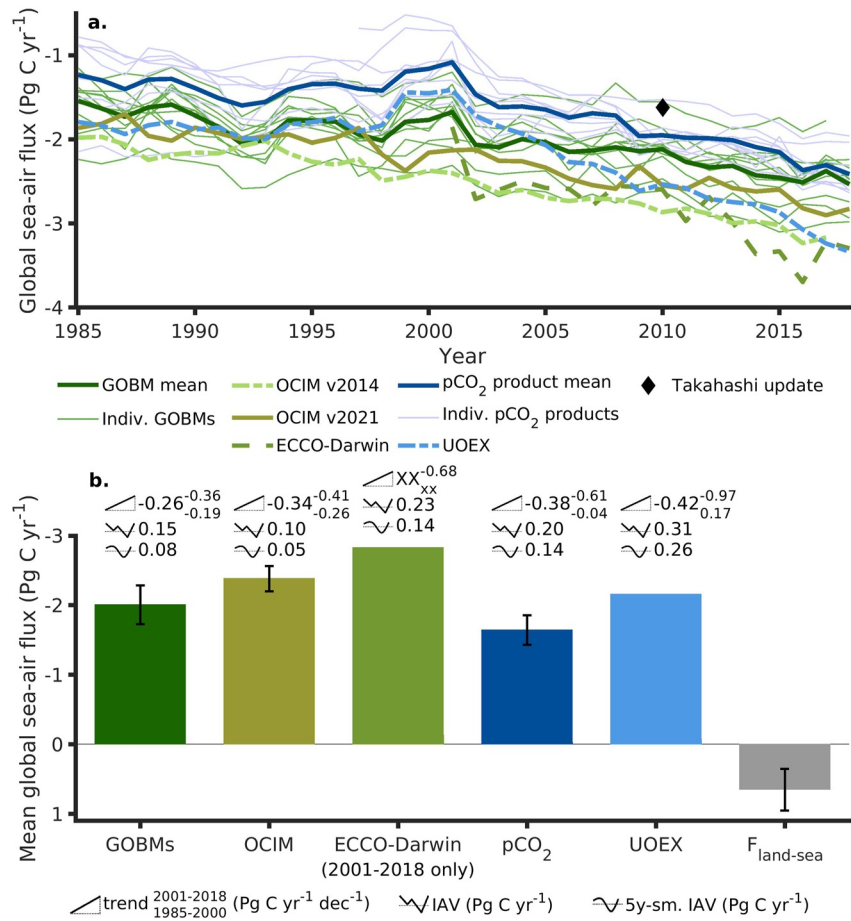 a.
Global sea-air flux (Pg C yr⁻¹)
-1
-2
-3
-4
1985 1990 1995 2000 2005 2010 2015
Year
GOBM mean OCIM v2014 pCO₂ product mean Takahashi update
Indiv. GOBMs OCIM v2021 Indiv. pCO₂ products
ECCO-Darwin UOEX
b.
Mean global sea-air flux (Pg C yr⁻¹)
-0.26 -0.36 -0.19
0.15
0.08
-0.34 -0.41 -0.26
0.10
0.05
XX -0.68 xx
0.23
0.14
-0.38 -0.61 -0.04
0.20
0.14
-0.42 -0.97 0.17
0.31
0.26
-3
-2
-1
0
1
GOBMs OCIM ECCO-Darwin pCO₂ UOEX F land-sea
(2001-2018 only)
trend 2001-2018 1985-2000 (Pg C yr⁻¹ dec⁻¹) IAV (Pg C yr⁻¹) 5y-sm. IAV (Pg C yr⁻¹)